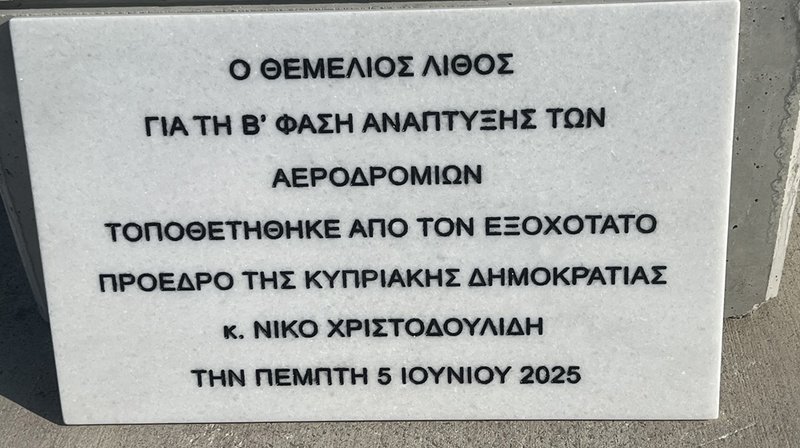 Ο ΘΕΜΕΛΙΟΣ ΛΙΘΟΣ
ΓΙΑ ΤΗ Β' ΦΑΣΗ ΑΝΑΠΤΥΞΗΣ ΤΩΝ
ΑΕΡΟΔΡΟΜΙΩΝ
ΤΟΠΟΘΕΤΗΘΗΚΕ ΑΠΟ ΤΟΝ ΕΞΟΧΟΤΑΤΟ
ΠΡΟΕΔΡΟ ΤΗΣ ΚΥΠΡΙΑΚΗΣ ΔΗΜΟΚΡΑΤΙΑΣ
κ. ΝΙΚΟ ΧΡΙΣΤΟΔΟΥΛΙΔΗ
ΤΗΝ ΠΕΜΠΤΗ 5 ΙΟΥΝΙΟΥ 2025